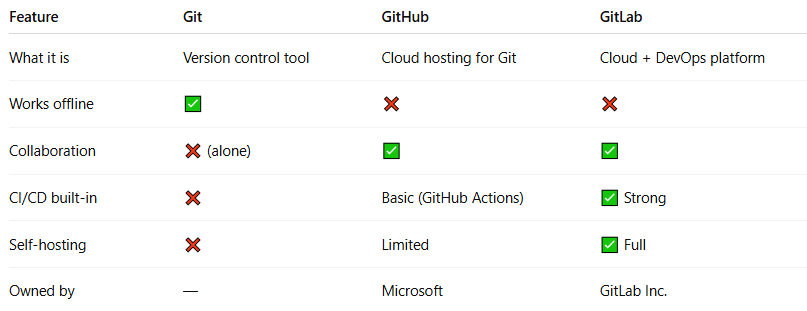 Feature Git GitHub GitLab
What it is Version control tool Cloud hosting for Git Cloud + DevOps platform
Works offline ✅ ❌ ❌
Collaboration ❌ (alone) ✅ ✅
CI/CD built-in ❌ Basic (GitHub Actions) ✅ Strong
Self-hosting ❌ Limited ✅ Full
Owned by — Microsoft GitLab Inc.